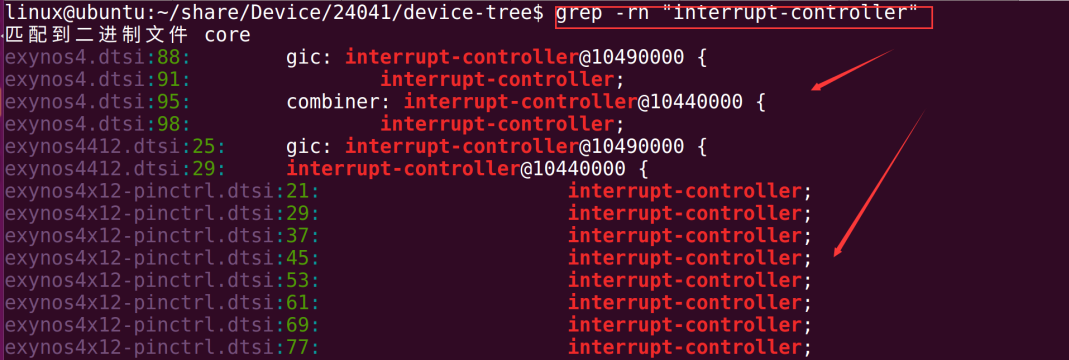 linux@ubuntu:~/share/Device/24041/device-tree$ grep -rn "interrupt-controller"
匹配到二进制文件 core
exynos4.dtsi:88:        gic: interrupt-controller@10490000 {
exynos4.dtsi:91:                interrupt-controller;
exynos4.dtsi:95:        combiner: interrupt-controller@10440000 {
exynos4.dtsi:98:                interrupt-controller;
exynos4412.dtsi:25:     gic: interrupt-controller@10490000 {
exynos4412.dtsi:29:     interrupt-controller@10440000 {
exynos4x12-pinctrl.dtsi:21:                     interrupt-controller;
exynos4x12-pinctrl.dtsi:29:                     interrupt-controller;
exynos4x12-pinctrl.dtsi:37:                     interrupt-controller;
exynos4x12-pinctrl.dtsi:45:                     interrupt-controller;
exynos4x12-pinctrl.dtsi:53:                     interrupt-controller;
exynos4x12-pinctrl.dtsi:61:                     interrupt-controller;
exynos4x12-pinctrl.dtsi:69:                     interrupt-controller;
exynos4x12-pinctrl.dtsi:77:                     interrupt-controller;